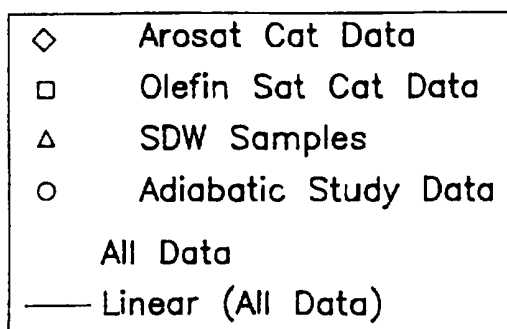 Arosat Cat Data
Olefin Sat Cat Data
SDW Samples
Adiabatic Study Data
All Data
Linear (All Data)